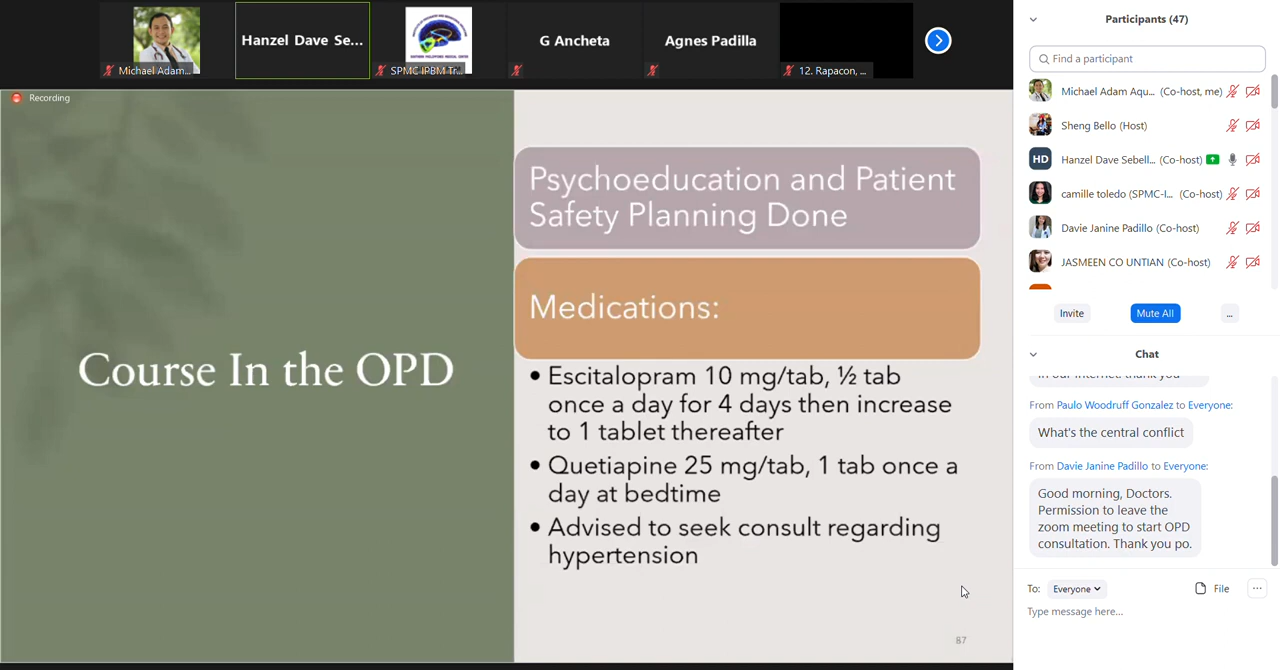 Michael Adam...
Hanzel Dave Se...
SPMC IPBM Tr...
G Ancheta
Agnes Padilla
12. Rapacon, ...
Recording
Course In the OPD
Psychoeducation and Patient
Safety Planning Done
Medications:
• Escitalopram 10 mg/tab, ½ tab
once a day for 4 days then increase
to 1 tablet thereafter
• Quetiapine 25 mg/tab, 1 tab once a
day at bedtime
• Advised to seek consult regarding
hypertension
87
Participants (47)
Find a participant
Michael Adam Aqu... (Co-host, me)
Sheng Bello (Host)
HD Hanzel Dave Sebell... (Co-host)
camille toledo (SPMC-I... (Co-host)
Davie Janine Padillo (Co-host)
JASMEEN CO UNTIAN (Co-host)
Invite
Mute All
...
Chat
From Paulo Woodruff Gonzalez to Everyone:
What's the central conflict
From Davie Janine Padillo to Everyone:
Good morning, Doctors.
Permission to leave the
zoom meeting to start OPD
consultation. Thank you po.
To: Everyone
File
...
Type message here...